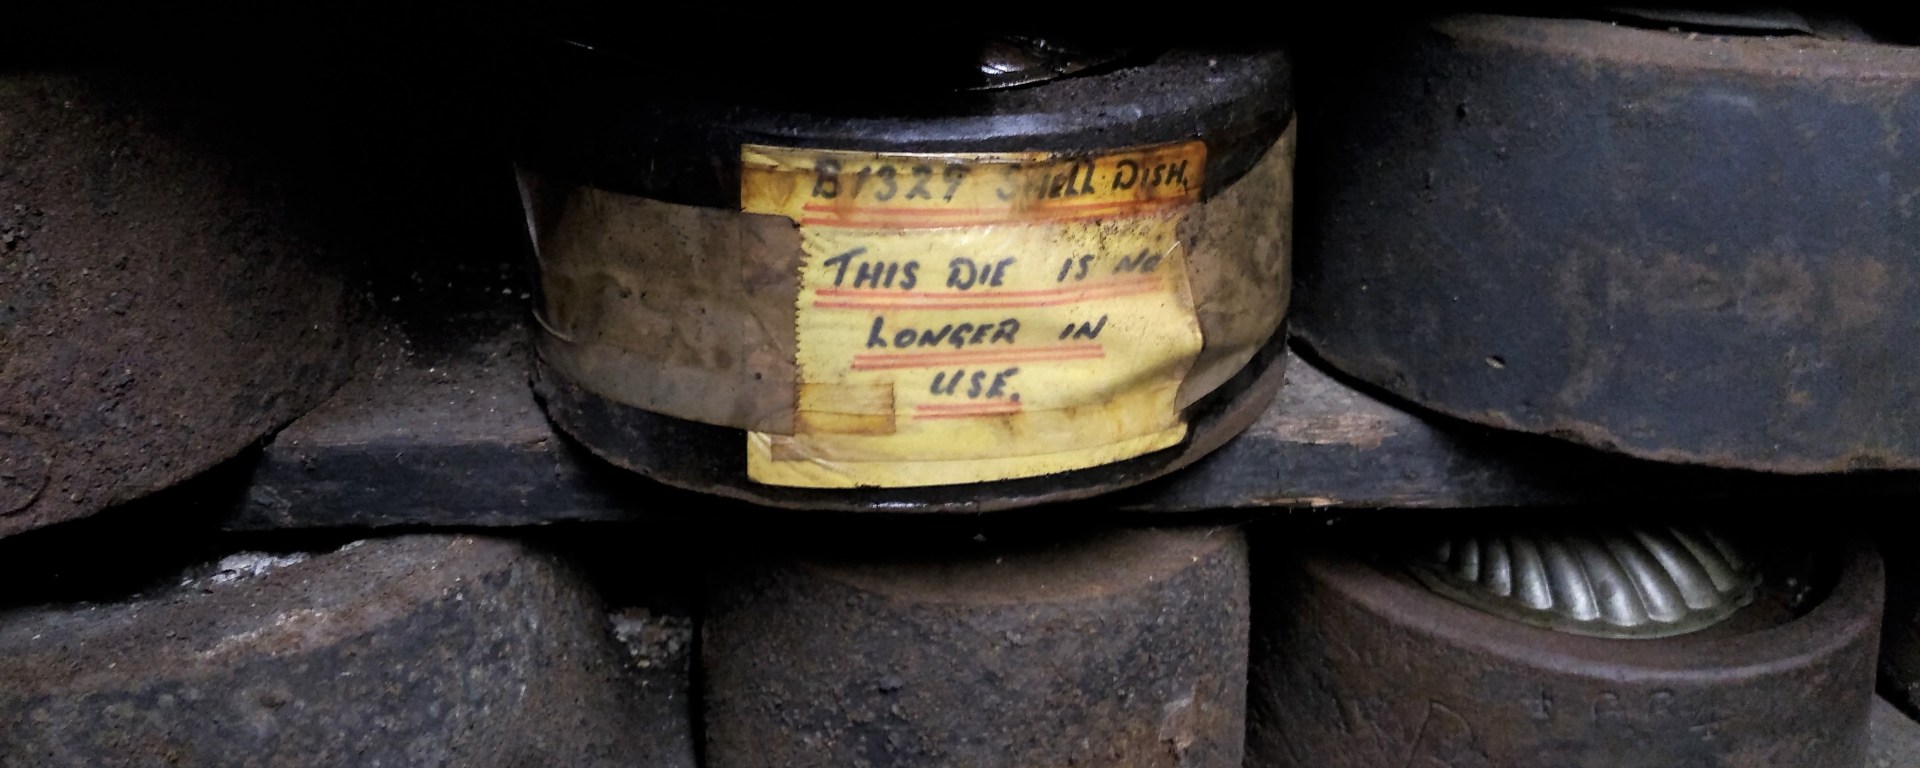 B1329 SHELL DISH.
THIS DIE IS NO
LONGER IN
USE.